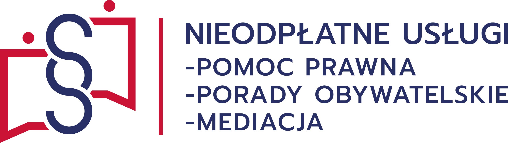 NIEODPŁATNE USŁUGI
-POMOC PRAWNA
-PORADY OBYWATELSKIE
-MEDIACJA